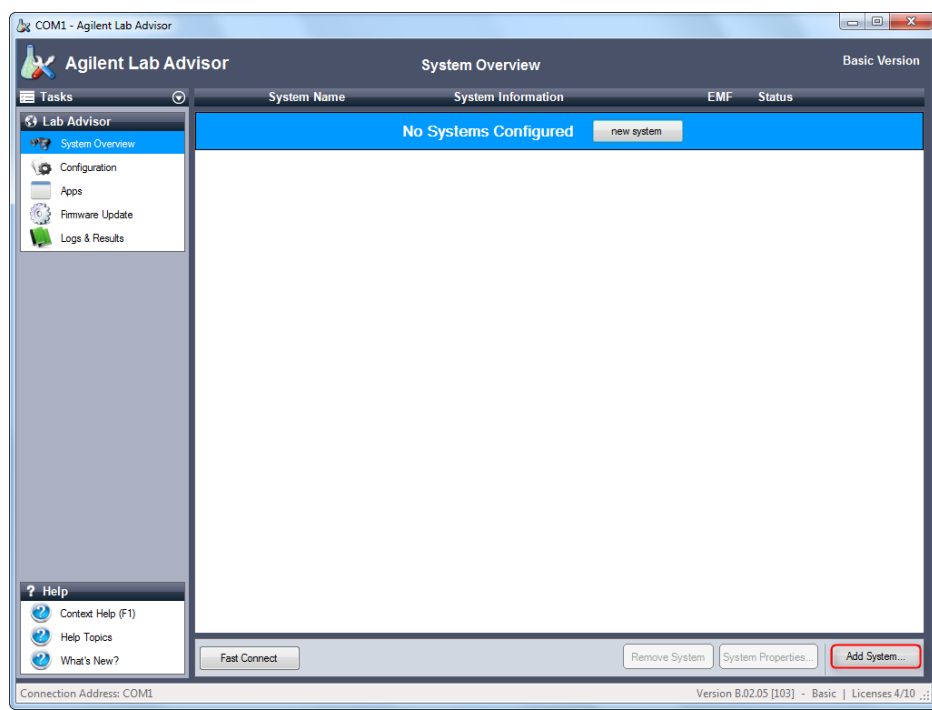 COM1 - Agilent Lab Advisor
Agilent Lab Advisor
System Overview
Basic Version
Tasks
System Name
System Information
EMF
Status
Lab Advisor
System Overview
Configuration
Apps
Firmware Update
Logs & Results
No Systems Configured
new system
? Help
Context Help (F1)
Help Topics
What's New?
Fast Connect
Remove System
System Properties...
Add System...
Connection Address: COM1
Version B.02.05 [103] - Basic | Licenses 4/10